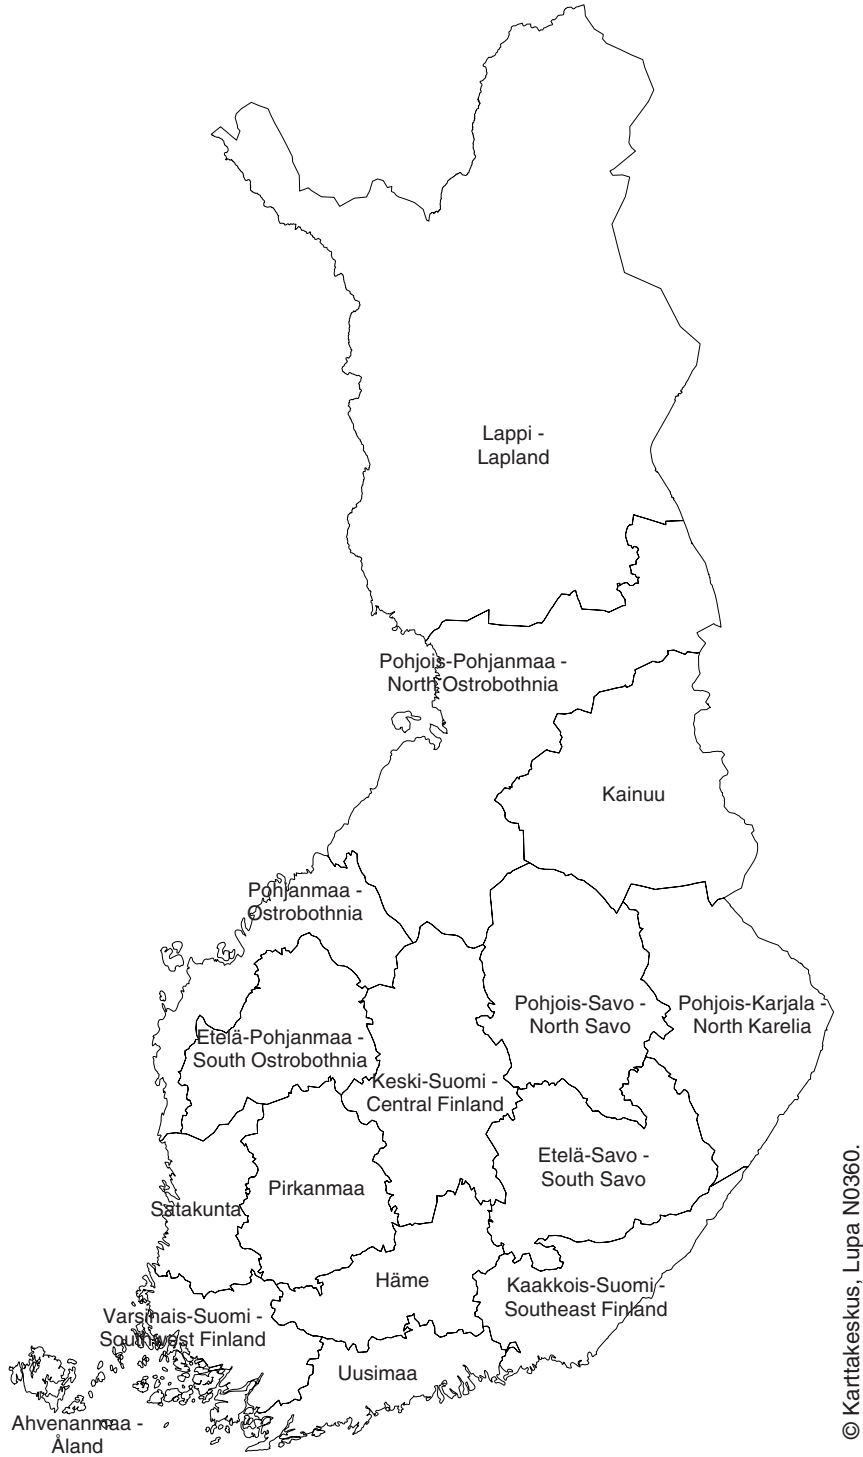 Lappi -
Lapland
Pohjois-Pohjanmaa -
North Ostrobothnia
Kainuu
Pohjanmaa -
Ostrobothnia
Pohjois-Savo -
North Savo
Pohjois-Karjala -
North Karelia
Etelä-Pohjanmaa -
South Ostrobothnia
Keski-Suomi -
Central Finland
Etelä-Savo -
South Savo
Pirkanmaa
Satakunta
Häme
Kaakkois-Suomi -
Southeast Finland
Varsinais-Suomi -
Southwest Finland
Uusimaa
Ahvenanmaa -
Åland
© Karttakeskus, Lupa N0360.